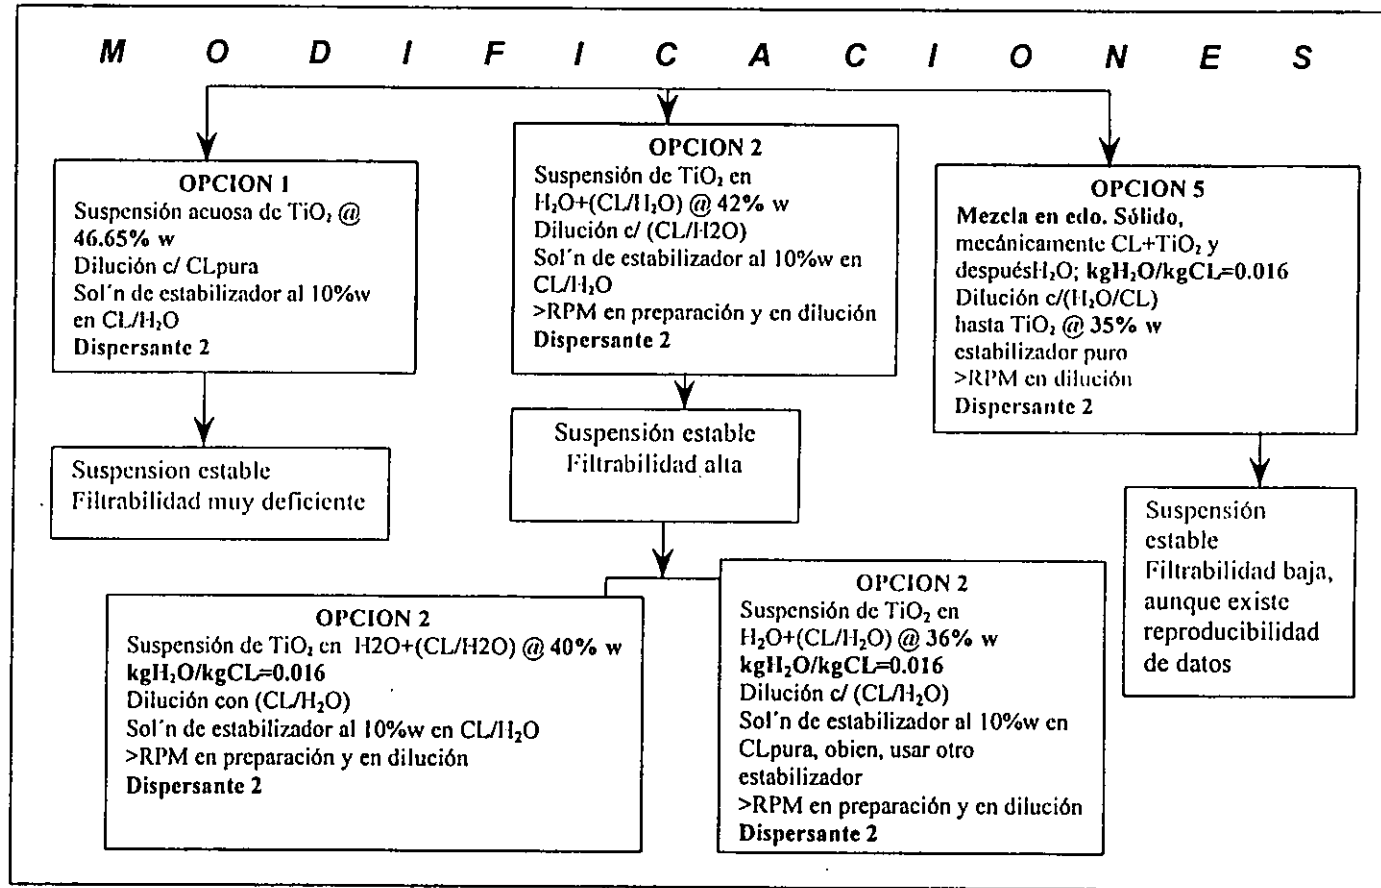 M O D I F I C A C I O N E S
OPCION 1
Suspensión acuosa de TiO₂ @
46.65% w
Dilución c/ CLpura
Sol´n de estabilizador al 10%w
en CL/H₂O
Dispersante 2
Suspension estable
Filtrabilidad muy deficiente
OPCION 2
Suspensión de TiO₂ en
H₂O+(CL/H₂O) @ 42% w
Dilución c/ (CL/H2O)
Sol´n de estabilizador al 10%w en
CL/H₂O
>RPM en preparación y en dilución
Dispersante 2
Suspensión estable
Filtrabilidad alta
OPCION 2
Suspensión de TiO₂ en H2O+(CL/H2O) @ 40% w
kgH₂O/kgCL=0.016
Dilución con (CL/H₂O)
Sol´n de estabilizador al 10%w en CL/H₂O
>RPM en preparación y en dilución
Dispersante 2
OPCION 2
Suspensión de TiO₂ en
H₂O+(CL/H₂O) @ 36% w
kgH₂O/kgCL=0.016
Dilución c/ (CL/H₂O)
Sol´n de estabilizador al 10%w en
CLpura, obien, usar otro
estabilizador
>RPM en preparación y en dilución
Dispersante 2
OPCION 5
Mezcla en edo. Sólido,
mecánicamente CL+TiO₂ y
despuésH₂O; kgH₂O/kgCL=0.016
Dilución c/(H₂O/CL)
hasta TiO₂ @ 35% w
estabilizador puro
>RPM en dilución
Dispersante 2
Suspensión
estable
Filtrabilidad baja,
aunque existe
reproducibilidad
de datos